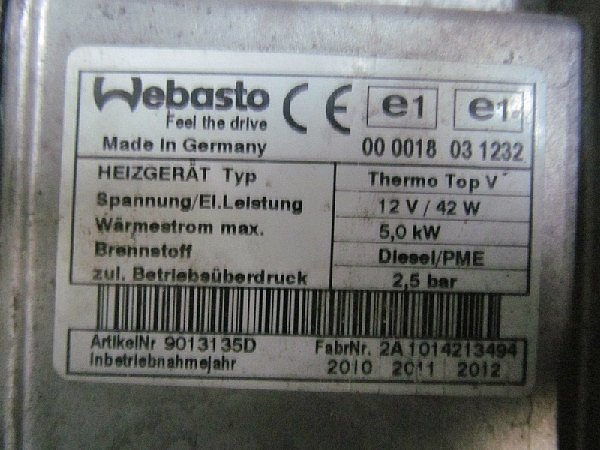 Webasto CE e1 e1
Feel the drive
Made In Germany 00 0018 03 1232
HEIZGERÄT Typ Thermo Top V
Spannung/El.Leistung 12 V / 42 W
Wärmestrom max. 5,0 kW
Brennstoff Diesel/PME
zul. Betriebsüberdruck 2,5 bar
ArtikelNr 9013135D FabrNr. 2A1014213494
Inbetriebnahmejahr 2010 2011 2012